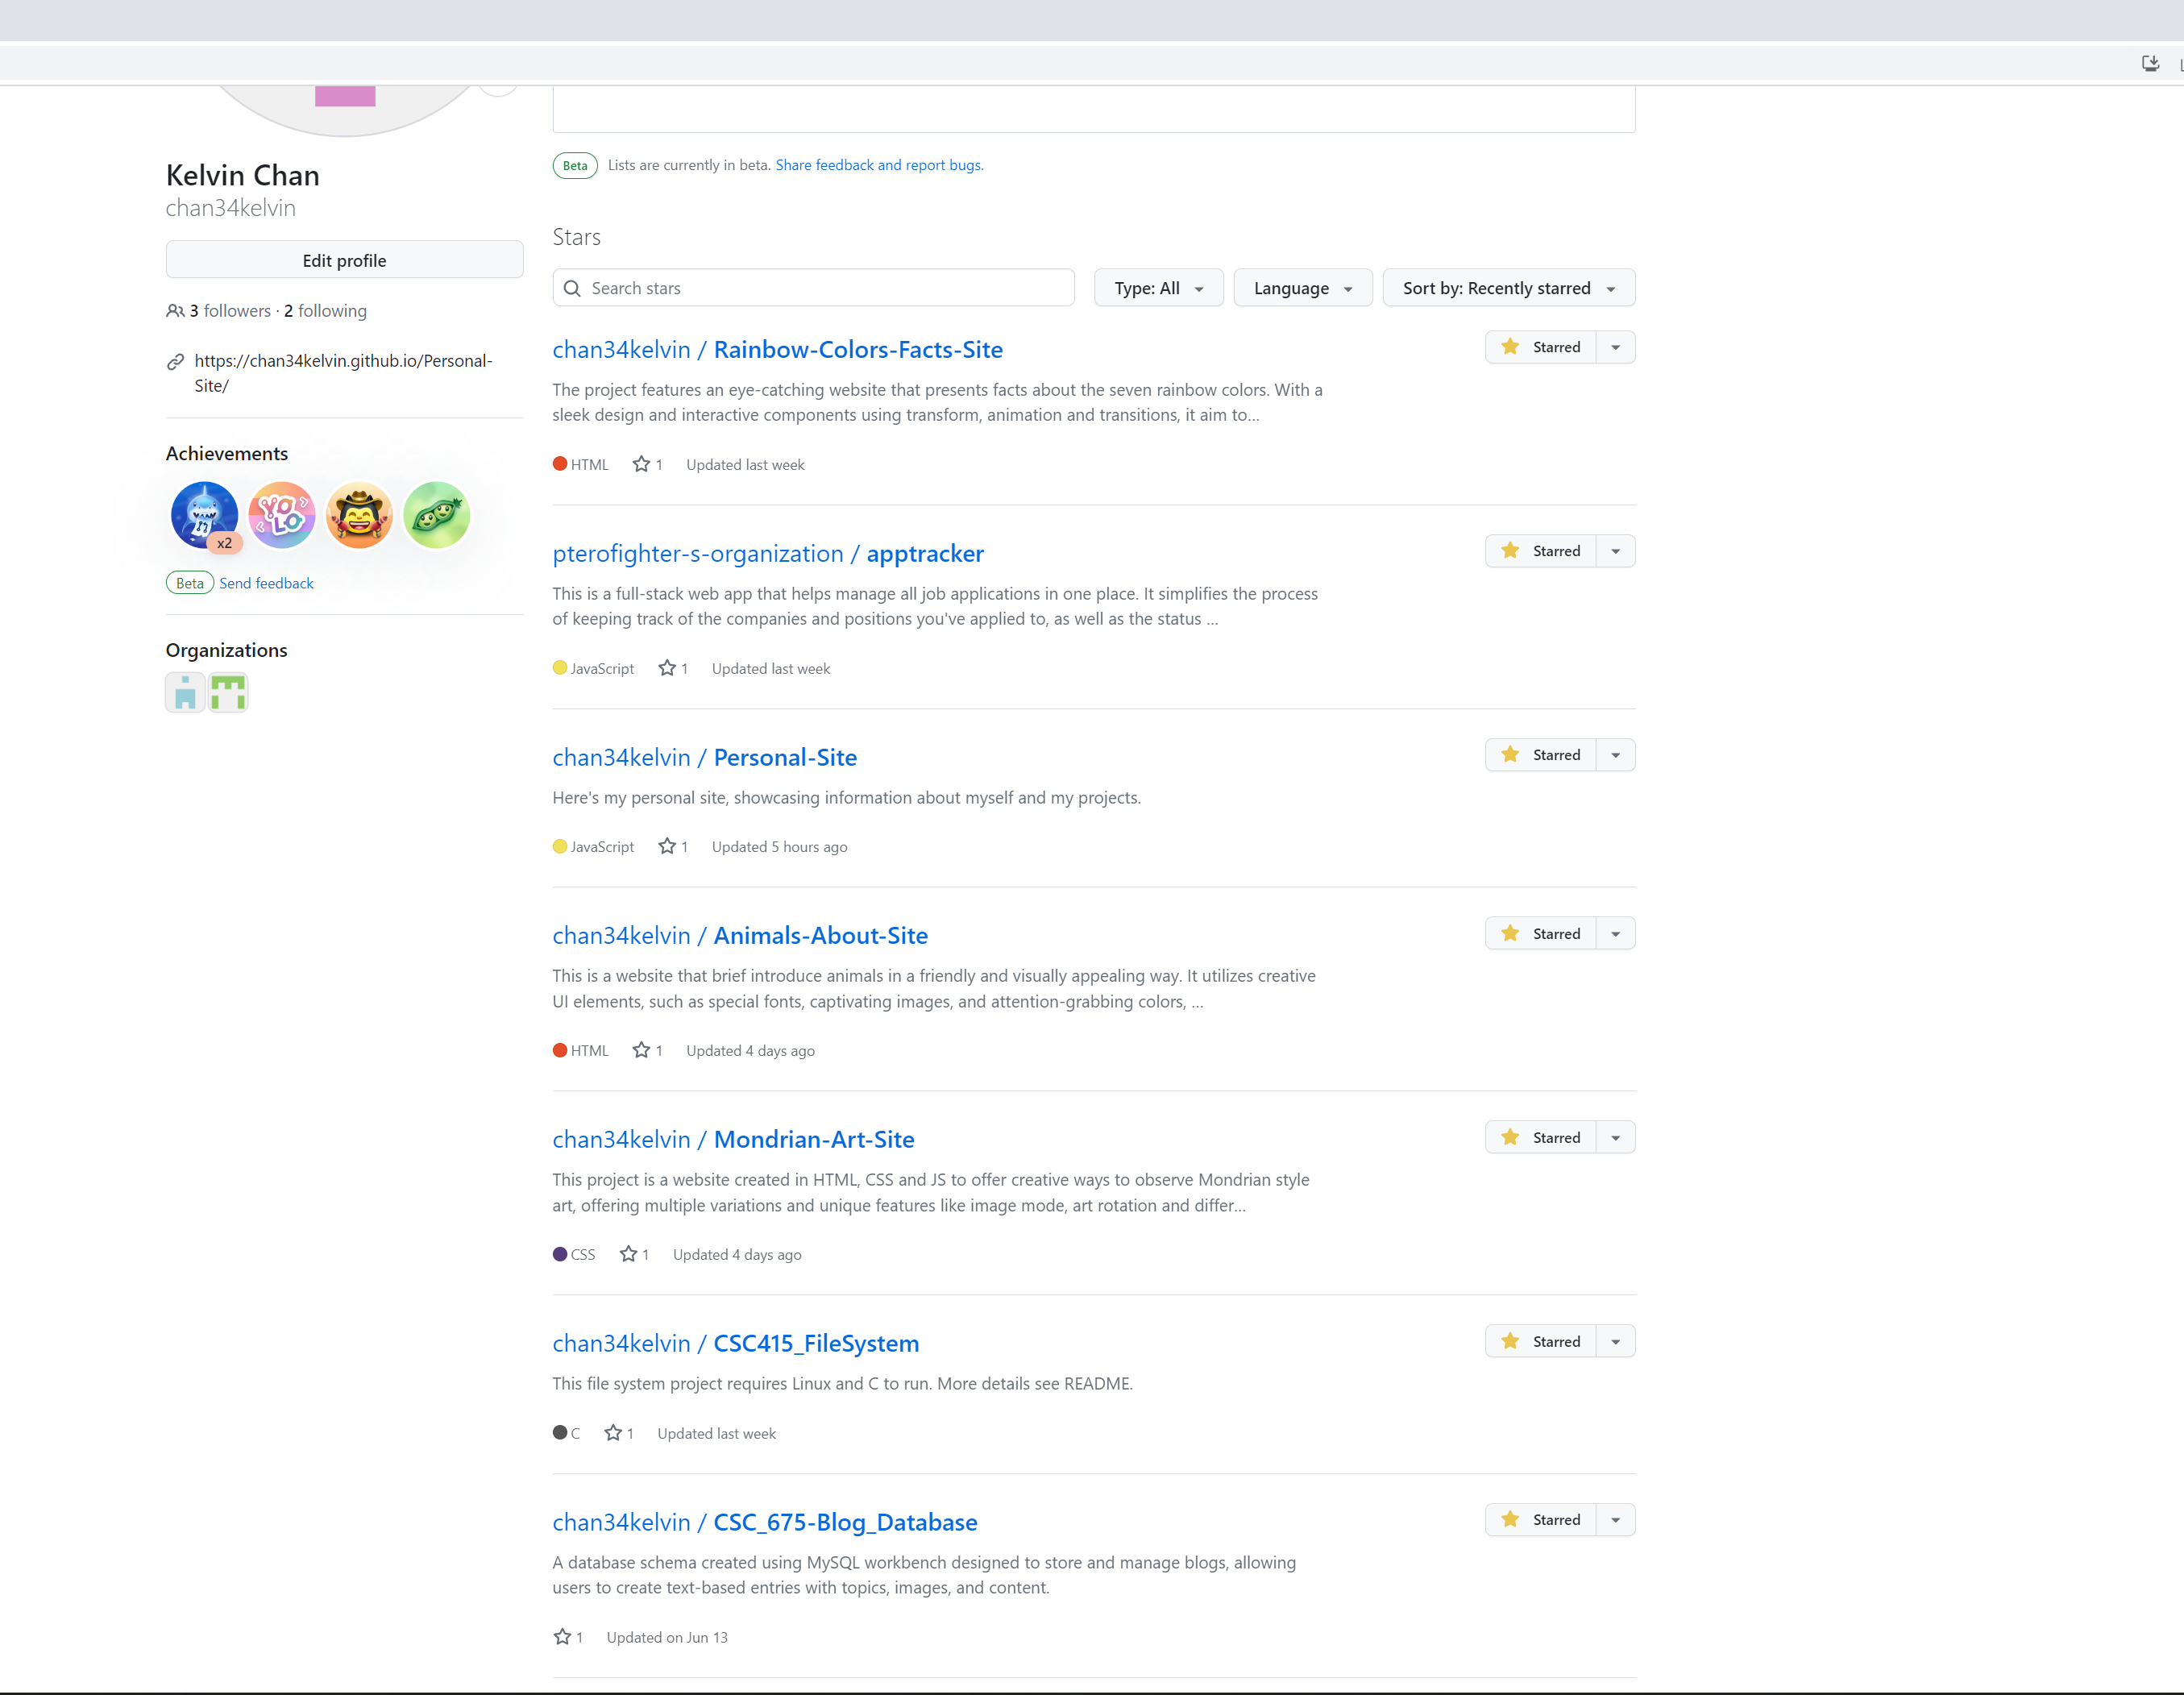 Kelvin Chan
chan34kelvin
Edit profile
3 followers · 2 following
https://chan34kelvin.github.io/Personal-
Site/
Achievements
YOLO
x2
Beta Send feedback
Organizations
Beta Lists are currently in beta. Share feedback and report bugs.
Stars
Search stars
Type: All
Language
Sort by: Recently starred
chan34kelvin / Rainbow-Colors-Facts-Site
Starred
The project features an eye-catching website that presents facts about the seven rainbow colors. With a
sleek design and interactive components using transform, animation and transitions, it aim to...
HTML 1 Updated last week
pterofighter-s-organization / apptracker
Starred
This is a full-stack web app that helps manage all job applications in one place. It simplifies the process
of keeping track of the companies and positions you've applied to, as well as the status ...
JavaScript 1 Updated last week
chan34kelvin / Personal-Site
Starred
Here's my personal site, showcasing information about myself and my projects.
JavaScript 1 Updated 5 hours ago
chan34kelvin / Animals-About-Site
Starred
This is a website that brief introduce animals in a friendly and visually appealing way. It utilizes creative
UI elements, such as special fonts, captivating images, and attention-grabbing colors, ...
HTML 1 Updated 4 days ago
chan34kelvin / Mondrian-Art-Site
Starred
This project is a website created in HTML, CSS and JS to offer creative ways to observe Mondrian style
art, offering multiple variations and unique features like image mode, art rotation and differ...
CSS 1 Updated 4 days ago
chan34kelvin / CSC415_FileSystem
Starred
This file system project requires Linux and C to run. More details see README.
C 1 Updated last week
chan34kelvin / CSC_675-Blog_Database
Starred
A database schema created using MySQL workbench designed to store and manage blogs, allowing
users to create text-based entries with topics, images, and content.
1 Updated on Jun 13